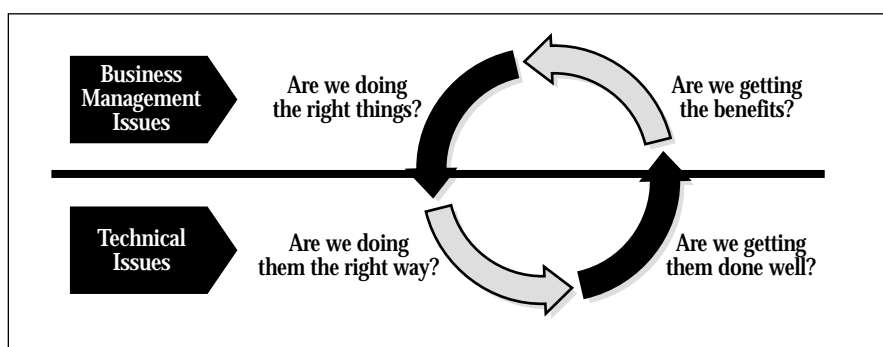 Business
Management
Issues
Are we doing
the right things?
Are we getting
the benefits?
Technical
Issues
Are we doing
them the right way?
Are we getting
them done well?